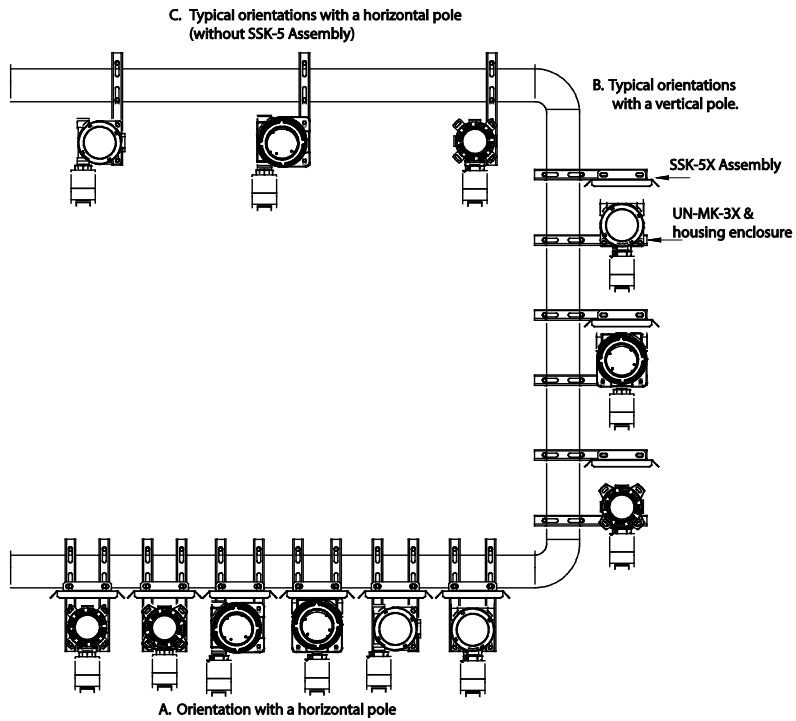 C. Typical orientations with a horizontal pole
(without SSK-5 Assembly)
B. Typical orientations
with a vertical pole.
SSK-5X Assembly
UN-MK-3X &
housing enclosure
A. Orientation with a horizontal pole